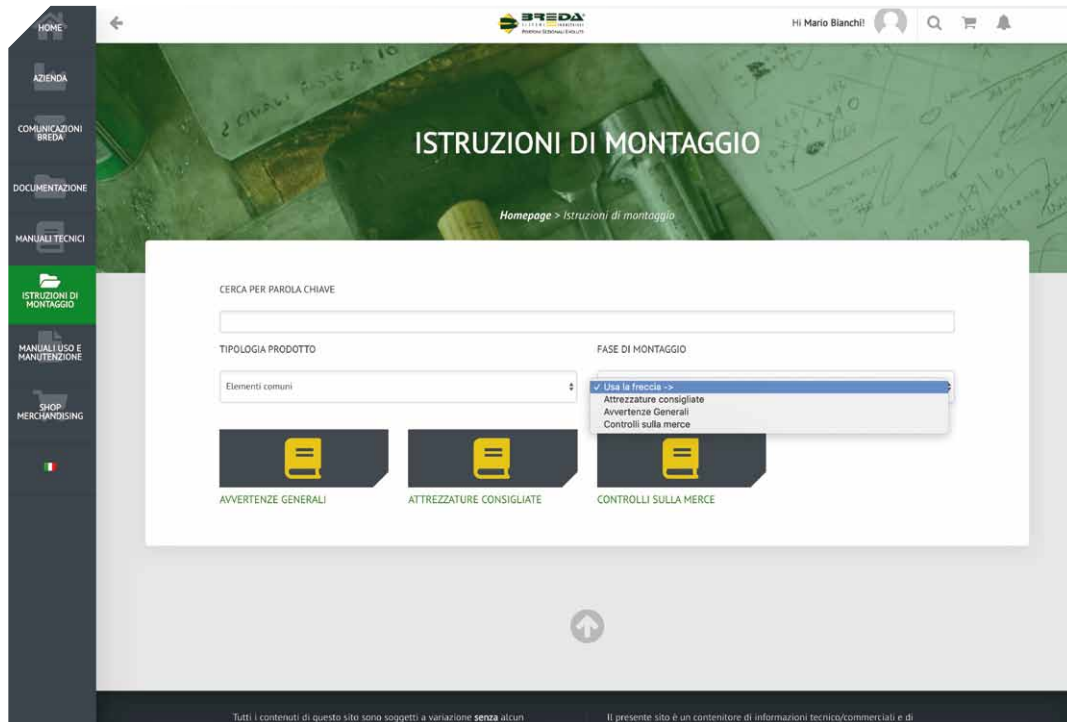 HOME
BREDA
Hi Mario Bianchi!
AZIENDA
COMUNICAZIONI
BREDA
DOCUMENTAZIONE
MANUALI TECNICI
ISTRUZIONI DI
MONTAGGIO
MANUALI USO E
MANUTENZIONE
SHOP
MERCHANDISING
ISTRUZIONI DI MONTAGGIO
Homepage > Istruzioni di montaggio
CERCA PER PAROLA CHIAVE
TIPOLOGIA PRODOTTO
FASE DI MONTAGGIO
Elementi comuni
✓ Usa la freccia ->
Attrezzature consigliate
Avvertenze Generali
Controlli sulla merce
AVVERTENZE GENERALI
ATTREZZATURE CONSIGLIATE
CONTROLLI SULLA MERCE
Tutti i contenuti di questo sito sono soggetti a variazione senza alcun
Il presente sito è un contenitore di informazioni tecnico/commerciali e di